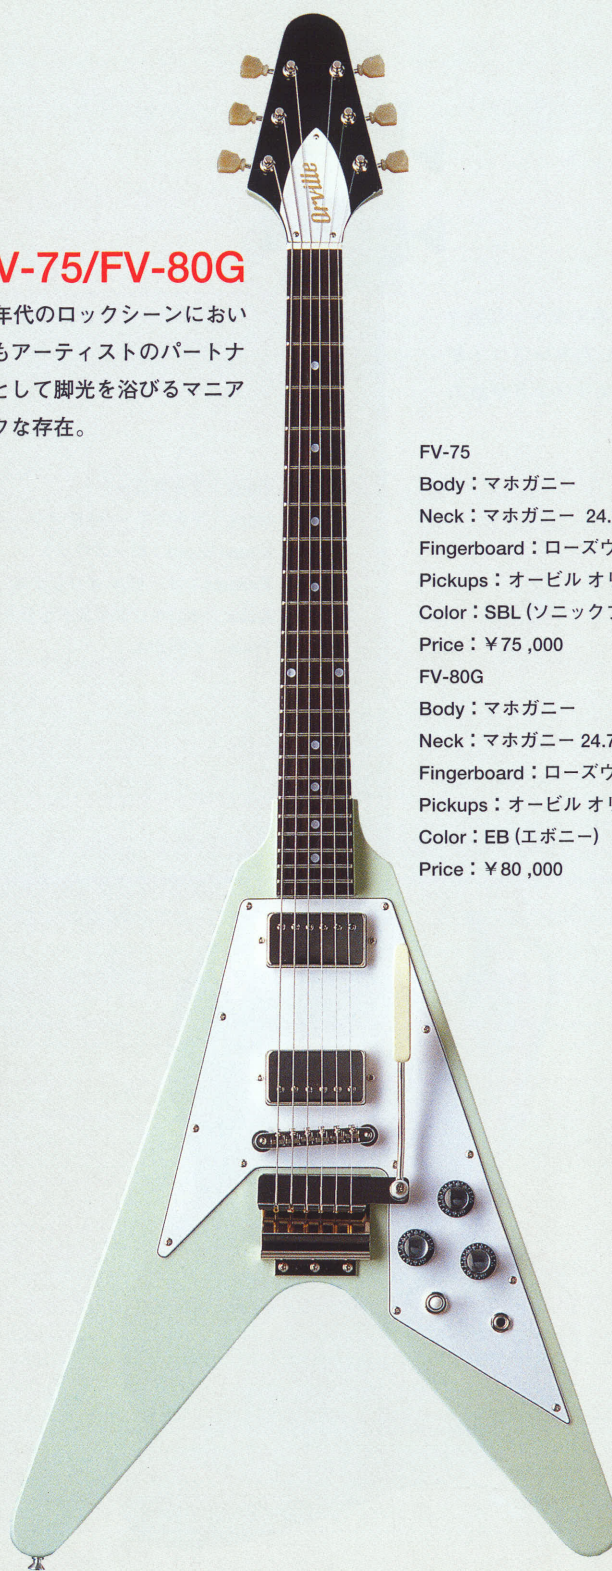 Orville
V-75/FV-80G
年代のロックシーンにおい
もアーティストのパートナ
として脚光を浴びるマニア
クな存在。
FV-75
Body：マホガニー
Neck：マホガニー 24.
Fingerboard：ローズウ
Pickups：オービル オリ
Color：SBL (ソニックブ
Price：￥75 ,000
FV-80G
Body：マホガニー
Neck：マホガニー 24.7
Fingerboard：ローズウ
Pickups：オービル オリ
Color：EB (エボニー)
Price：￥80 ,000